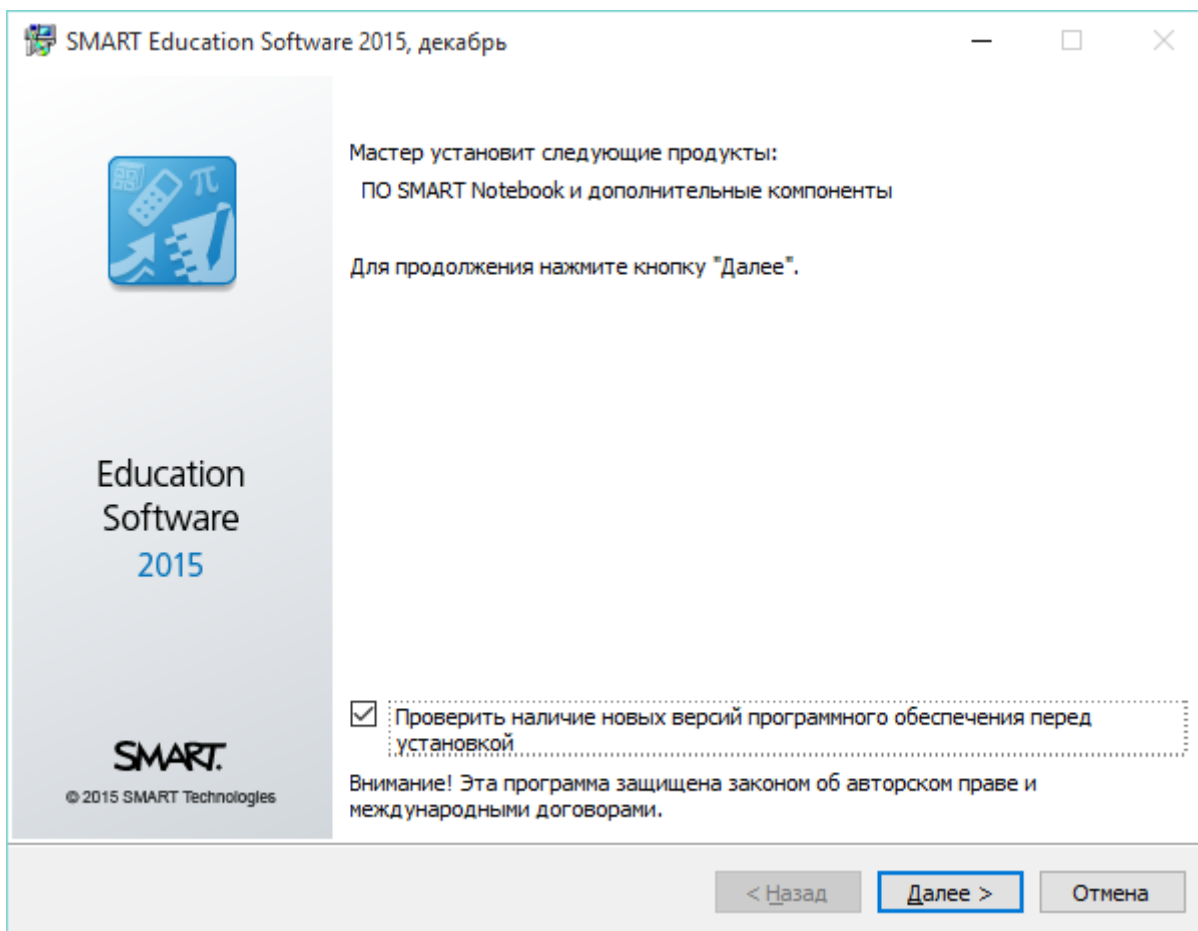 SMART Education Software 2015, декабрь
Мастер установит следующие продукты:
ПО SMART Notebook и дополнительные компоненты
Для продолжения нажмите кнопку "Далее".
π
Education
Software
2015
Проверить наличие новых версий программного обеспечения перед
установкой
SMART.
© 2015 SMART Technologies
Внимание! Эта программа защищена законом об авторском праве и
международными договорами.
< Назад Далее > Отмена